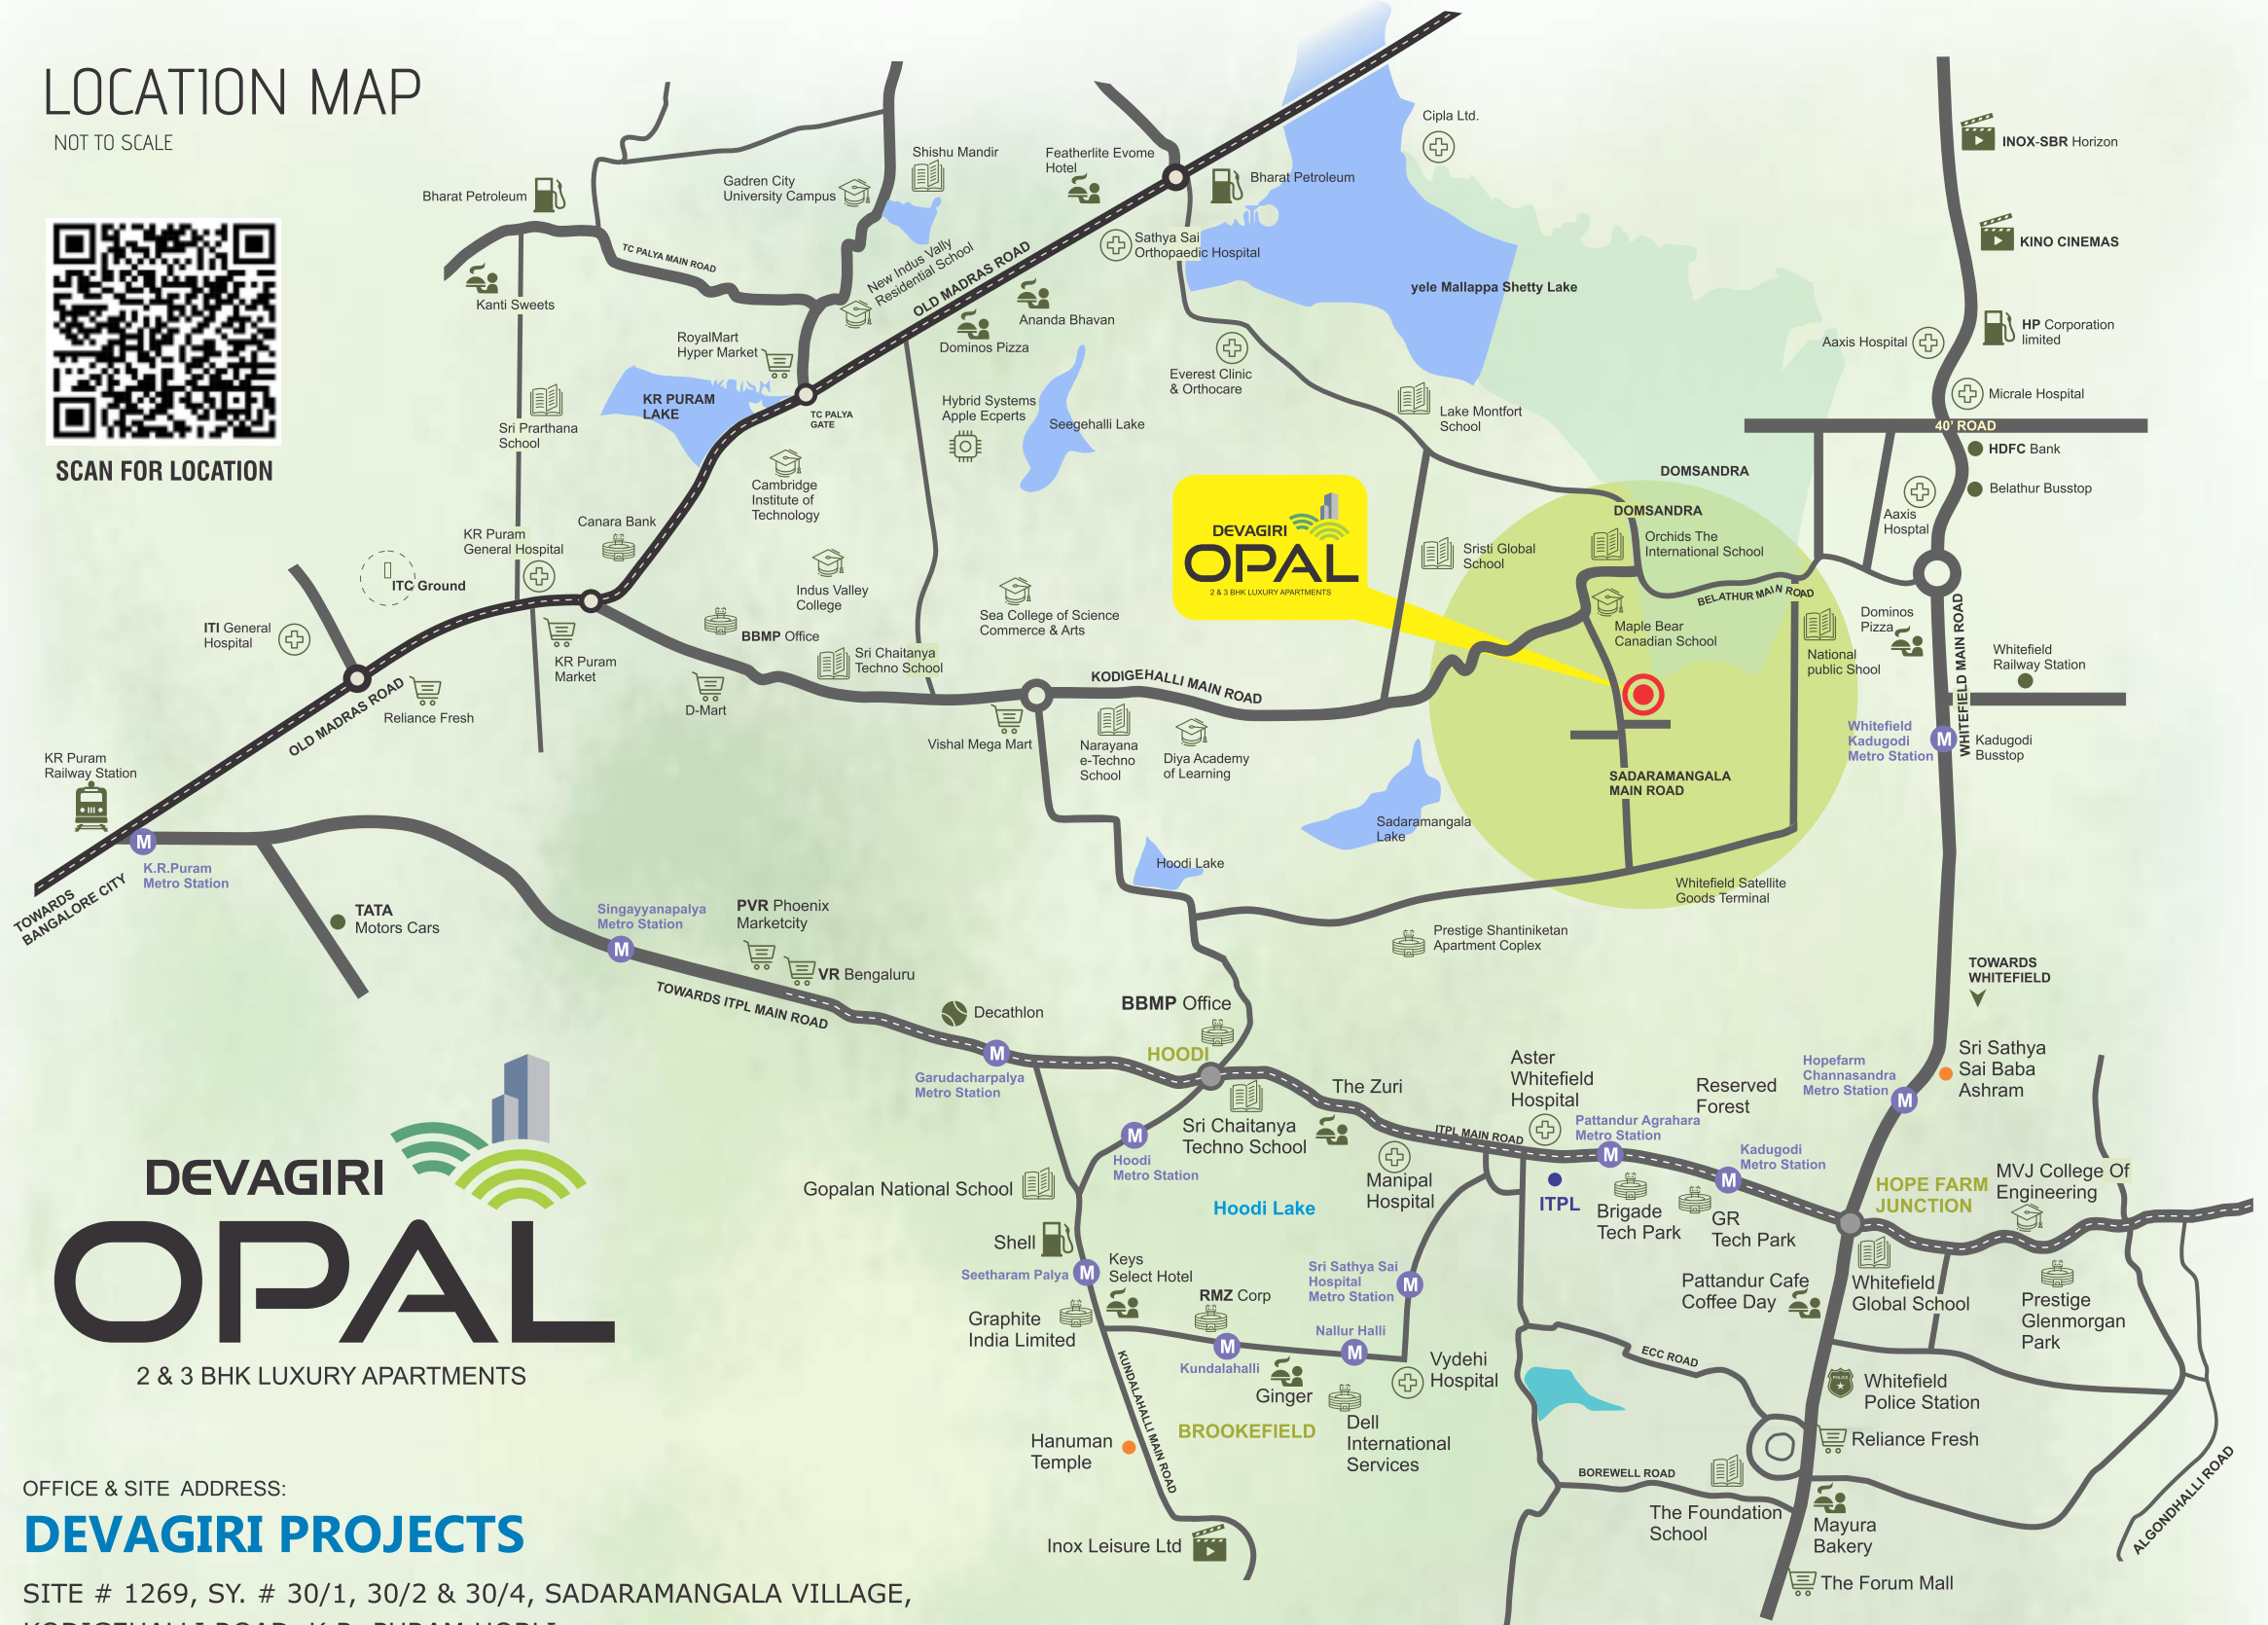 LOCATION MAP
NOT TO SCALE
SCAN FOR LOCATION
Bharat Petroleum
Kanti Sweets
TC PALYA MAIN ROAD
Gadren City
University Campus
Shishu Mandir
Featherlite Evome
Hotel
Bharat Petroleum
Cipla Ltd.
Sathya Sai
Orthopaedic Hospital
New Indus Vally
Residential School
OLD MADRAS ROAD
Ananda Bhavan
Dominos Pizza
yele Mallappa Shetty Lake
INOX-SBR Horizon
KINO CINEMAS
HP Corporation
limited
Aaxis Hospital
Micrale Hospital
40' ROAD
HDFC Bank
Belathur Busstop
Aaxis
Hosptal
RoyalMart
Hyper Market
KR PURAM
LAKE
TC PALYA
GATE
Sri Prarthana
School
Hybrid Systems
Apple Ecperts
Seegehalli Lake
Everest Clinic
& Orthocare
Lake Montfort
School
DOMSANDRA
DOMSANDRA
Cambridge
Institute of
Technology
Canara Bank
KR Puram
General Hospital
ITC Ground
ITI General
Hospital
DEVAGIRI
OPAL
2 & 3 BHK LUXURY APARTMENTS
Sristi Global
School
Orchids The
International School
BELATHUR MAIN ROAD
Maple Bear
Canadian School
National
public Shool
Dominos
Pizza
WHITEFIELD MAIN ROAD
Whitefield
Railway Station
Indus Valley
College
Sea College of Science
Commerce & Arts
BBMP Office
Sri Chaitanya
Techno School
KR Puram
Market
D-Mart
KODIGEHALLI MAIN ROAD
Vishal Mega Mart
Narayana
e-Techno
School
Diya Academy
of Learning
Reliance Fresh
OLD MADRAS ROAD
KR Puram
Railway Station
Whitefield
Kadugodi
Metro Station
M
Kadugodi
Busstop
SADARAMANGALA
MAIN ROAD
Sadaramangala
Lake
Hoodi Lake
Whitefield Satellite
Goods Terminal
M
K.R.Puram
Metro Station
TOWARDS
BANGALORE CITY
TATA
Motors Cars
Singayyanapalya
Metro Station
M
PVR Phoenix
Marketcity
VR Bengaluru
TOWARDS ITPL MAIN ROAD
Prestige Shantiniketan
Apartment Coplex
TOWARDS
WHITEFIELD
Decathlon
BBMP Office
HOODI
M
Garudacharpalya
Metro Station
Sri Chaitanya
Techno School
The Zuri
Aster
Whitefield
Hospital
Reserved
Forest
Hopefarm
Channasandra
Metro Station
M
Sri Sathya
Sai Baba
Ashram
ITPL MAIN ROAD
Pattandur Agrahara
Metro Station
M
Kadugodi
Metro Station
M
M
Hoodi
Metro Station
Manipal
Hospital
ITPL
Brigade
Tech Park
GR
Tech Park
HOPE FARM
JUNCTION
MVJ College Of
Engineering
Gopalan National School
Hoodi Lake
Shell
Seetharam Palya
M
Keys
Select Hotel
Sri Sathya Sai
Hospital
Metro Station
M
Pattandur Cafe
Coffee Day
Whitefield
Global School
Prestige
Glenmorgan
Park
Graphite
India Limited
RMZ Corp
M
Kundalahalli
Nallur Halli
M
Vydehi
Hospital
ECC ROAD
Ginger
Dell
International
Services
BROOKEFIELD
KUNDALAHALLI MAIN ROAD
Hanuman
Temple
POLICE
Whitefield
Police Station
Reliance Fresh
BOREWELL ROAD
The Foundation
School
Mayura
Bakery
ALGONDHALLI ROAD
Inox Leisure Ltd
The Forum Mall
DEVAGIRI
OPAL
2 & 3 BHK LUXURY APARTMENTS
OFFICE & SITE ADDRESS:
DEVAGIRI PROJECTS
SITE # 1269, SY. # 30/1, 30/2 & 30/4, SADARAMANGALA VILLAGE,